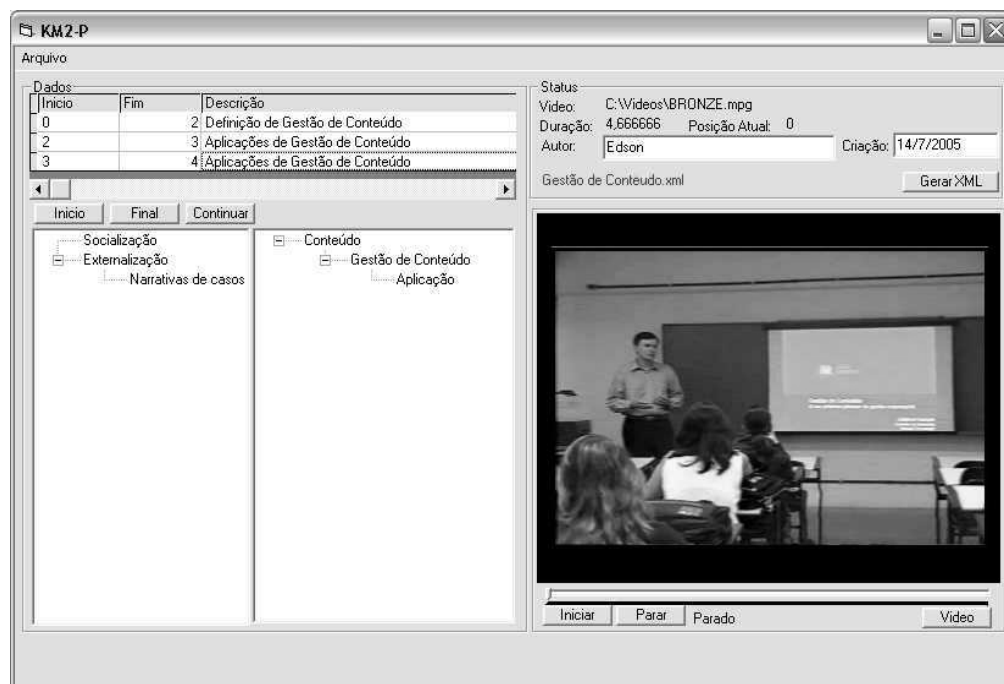 KM2-P
Arquivo
Dados
Inicio Fim Descrição
0 2 Definição de Gestão de Conteúdo
2 3 Aplicações de Gestão de Conteúdo
3 4 Aplicações de Gestão de Conteúdo
Inicio Final Continuar
Socialização
Externalização
Narrativas de casos
Conteúdo
Gestão de Conteúdo
Aplicação
Status
Video: C:\Videos\BRONZE.mpg
Duração: 4,666666 Posição Atual: 0
Autor: Edson Criação: 14/7/2005
Gestão de Conteudo.xml Gerar XML
Gestão de Conteúdo
Iniciar Parar Parado Video